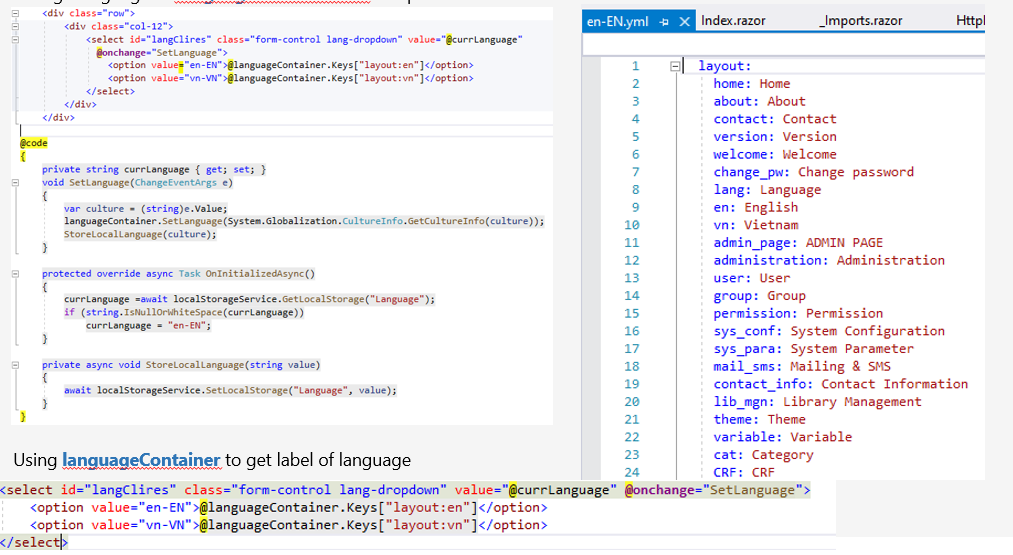 <div class="row">
<div class="col-12">
<select id="langClires" class="form-control lang-dropdown" value="@currLanguage"
@onchange="SetLanguage">
<option value="en-EN">@languageContainer.Keys["layout:en"]</option>
<option value="vn-VN">@languageContainer.Keys["layout:vn"]</option>
</select>
</div>
</div>
@code
{
private string currLanguage { get; set; }
void SetLanguage(ChangeEventArgs e)
{
var culture = (string)e.Value;
languageContainer.SetLanguage(System.Globalization.CultureInfo.GetCultureInfo(culture));
StoreLocalLanguage(culture);
}
protected override async Task OnInitializedAsync()
{
currLanguage =await localStorageService.GetLocalStorage("Language");
if (string.IsNullOrWhiteSpace(currLanguage))
currLanguage = "en-EN";
}
private async void StoreLocalLanguage(string value)
{
await localStorageService.SetLocalStorage("Language", value);
}
}
en-EN.yml Index.razor _Imports.razor Httpl
1 layout:
2 home: Home
3 about: About
4 contact: Contact
5 version: Version
6 welcome: Welcome
7 change_pw: Change password
8 lang: Language
9 en: English
10 vn: Vietnam
11 admin_page: ADMIN PAGE
12 administration: Administration
13 user: User
14 group: Group
15 permission: Permission
16 sys_conf: System Configuration
17 sys_para: System Parameter
18 mail_sms: Mailing & SMS
19 contact_info: Contact Information
20 lib_mgn: Library Management
21 theme: Theme
22 variable: Variable
23 cat: Category
24 CRF: CRF
Using languageContainer to get label of language
<select id="langClires" class="form-control lang-dropdown" value="@currLanguage" @onchange="SetLanguage">
<option value="en-EN">@languageContainer.Keys["layout:en"]</option>
<option value="vn-VN">@languageContainer.Keys["layout:vn"]</option>
</select>